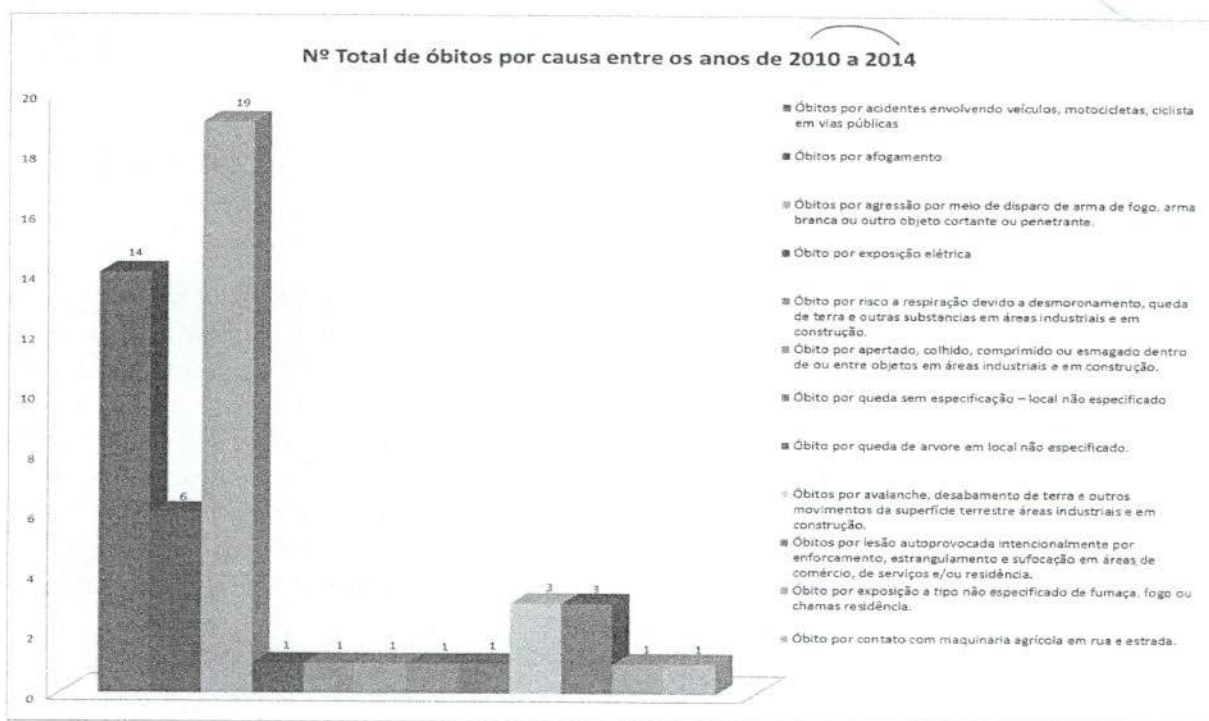 Nº Total de óbitos por causa entre os anos de 2010 a 2014
20
18
16
14
12
10
8
6
4
2
0
14
6
19
1
1
1
1
1
3
3
1
1
Óbitos por acidentes envolvendo veículos, motocicletas, ciclista
em vias públicas
Óbitos por afogamento
Óbitos por agressão por meio de disparo de arma de fogo, arma
branca ou outro objeto cortante ou penetrante.
Óbito por exposição elétrica
Óbito por risco a respiração devido a desmoronamento, queda
de terra e outras substancias em áreas industriais e em
construção.
Óbito por apertado, colhido, comprimido ou esmagado dentro
de ou entre objetos em áreas industriais e em construção.
Óbito por queda sem especificação – local não especificado
Óbito por queda de arvore em local não especificado.
Óbitos por avalanche, desabamento de terra e outros
movimentos da superfície terrestre áreas industriais e em
construção.
Óbitos por lesão autoprovocada intencionalmente por
enforcamento, estrangulamento e sufocação em áreas de
comércio, de serviços e/ou residência.
Óbito por exposição a tipo não especificado de fumaça, fogo ou
chamas residência.
Óbito por contato com maquinaria agrícola em rua e estrada.